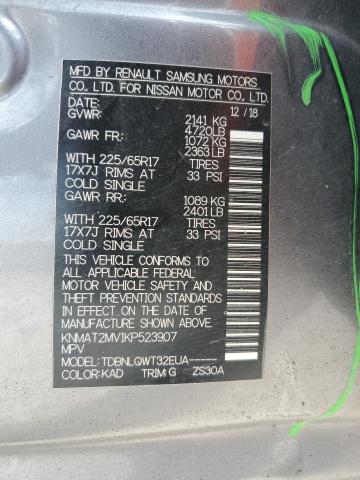 MFD BY RENAULT SAMSUNG MOTORS
CO., LTD. FOR NISSAN MOTOR CO., LTD.
DATE: 12 / 18
GVWR: 2141 KG
4720LB
GAWR FR: 1072 KG
2363 LB
WITH 225/65R17 TIRES
17X7J RIMS AT 33 PSI
COLD SINGLE
GAWR RR: 1089 KG
2401 LB
WITH 225/65R17 TIRES
17X7J RIMS AT 33 PSI
COLD SINGLE
THIS VEHICLE CONFORMS TO
ALL APPLICABLE FEDERAL
MOTOR VEHICLE SAFETY AND
THEFT PREVENTION STANDARDS
IN EFFECT ON THE DATE OF
MANUFACTURE SHOWN ABOVE.
KNMAT2MV1KP523907
MPV
MODEL: TDBNLQWT32EUA-----
COLOR: KAD TRIM: G ZS30A